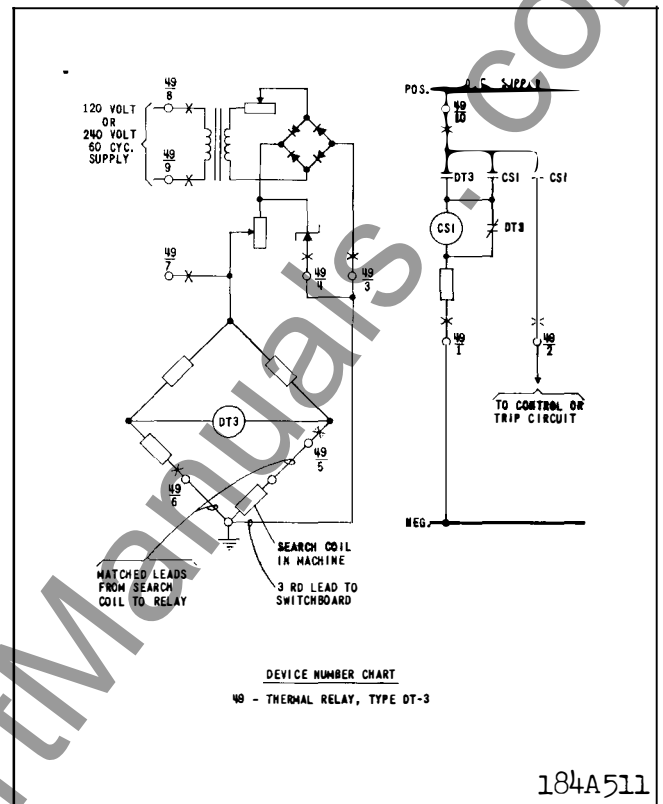 49
8
120 VOLT
OR
240 VOLT
60 CYC.
SUPPLY
49
9
49
7
49
4
49
3
DT3
49
5
49
6
SEARCH COIL
IN MACHINE
MATCHED LEADS
FROM SEARCH
COIL TO RELAY
3 RD LEAD TO
SWITCHBOARD
POS.
SUPPLY
49
10
DT3
CS1
CS1
CS1
DT3
49
1
49
2
TO CONTROL OR
TRIP CIRCUIT
NEG.
DEVICE NUMBER CHART
49 - THERMAL RELAY, TYPE DT-3
184A511
Manuals.co